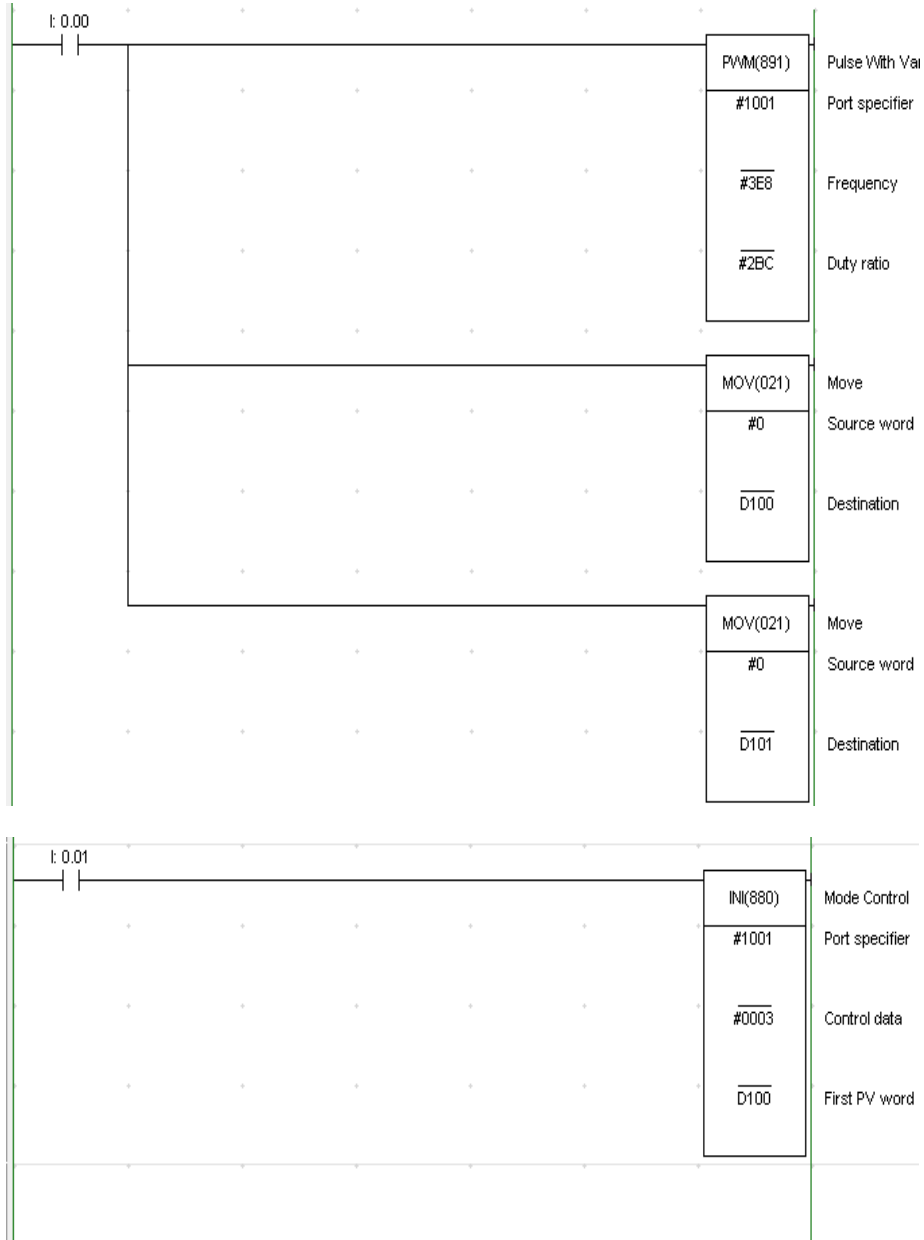 I: 0.00
PWM(891) Pulse With Var
#1001 Port specifier
#3E8 Frequency
#2BC Duty ratio
MOV(021) Move
#0 Source word
D100 Destination
MOV(021) Move
#0 Source word
D101 Destination
I: 0.01
INI(880) Mode Control
#1001 Port specifier
#0003 Control data
D100 First PV word